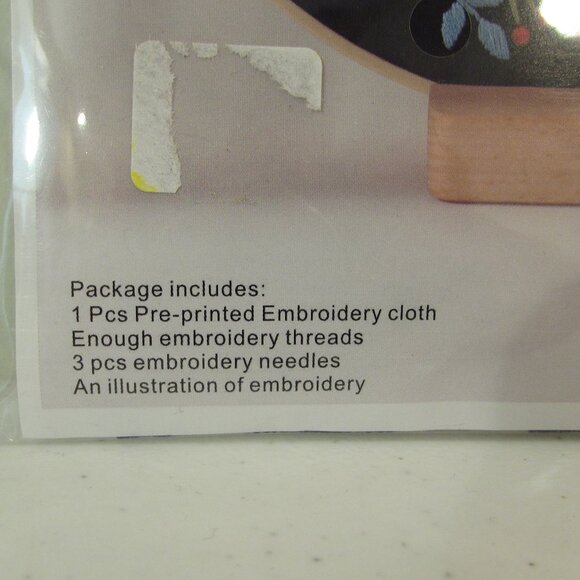 Package includes:
1 Pcs Pre-printed Embroidery cloth
Enough embroidery threads
3 pcs embroidery needles
An illustration of embroidery